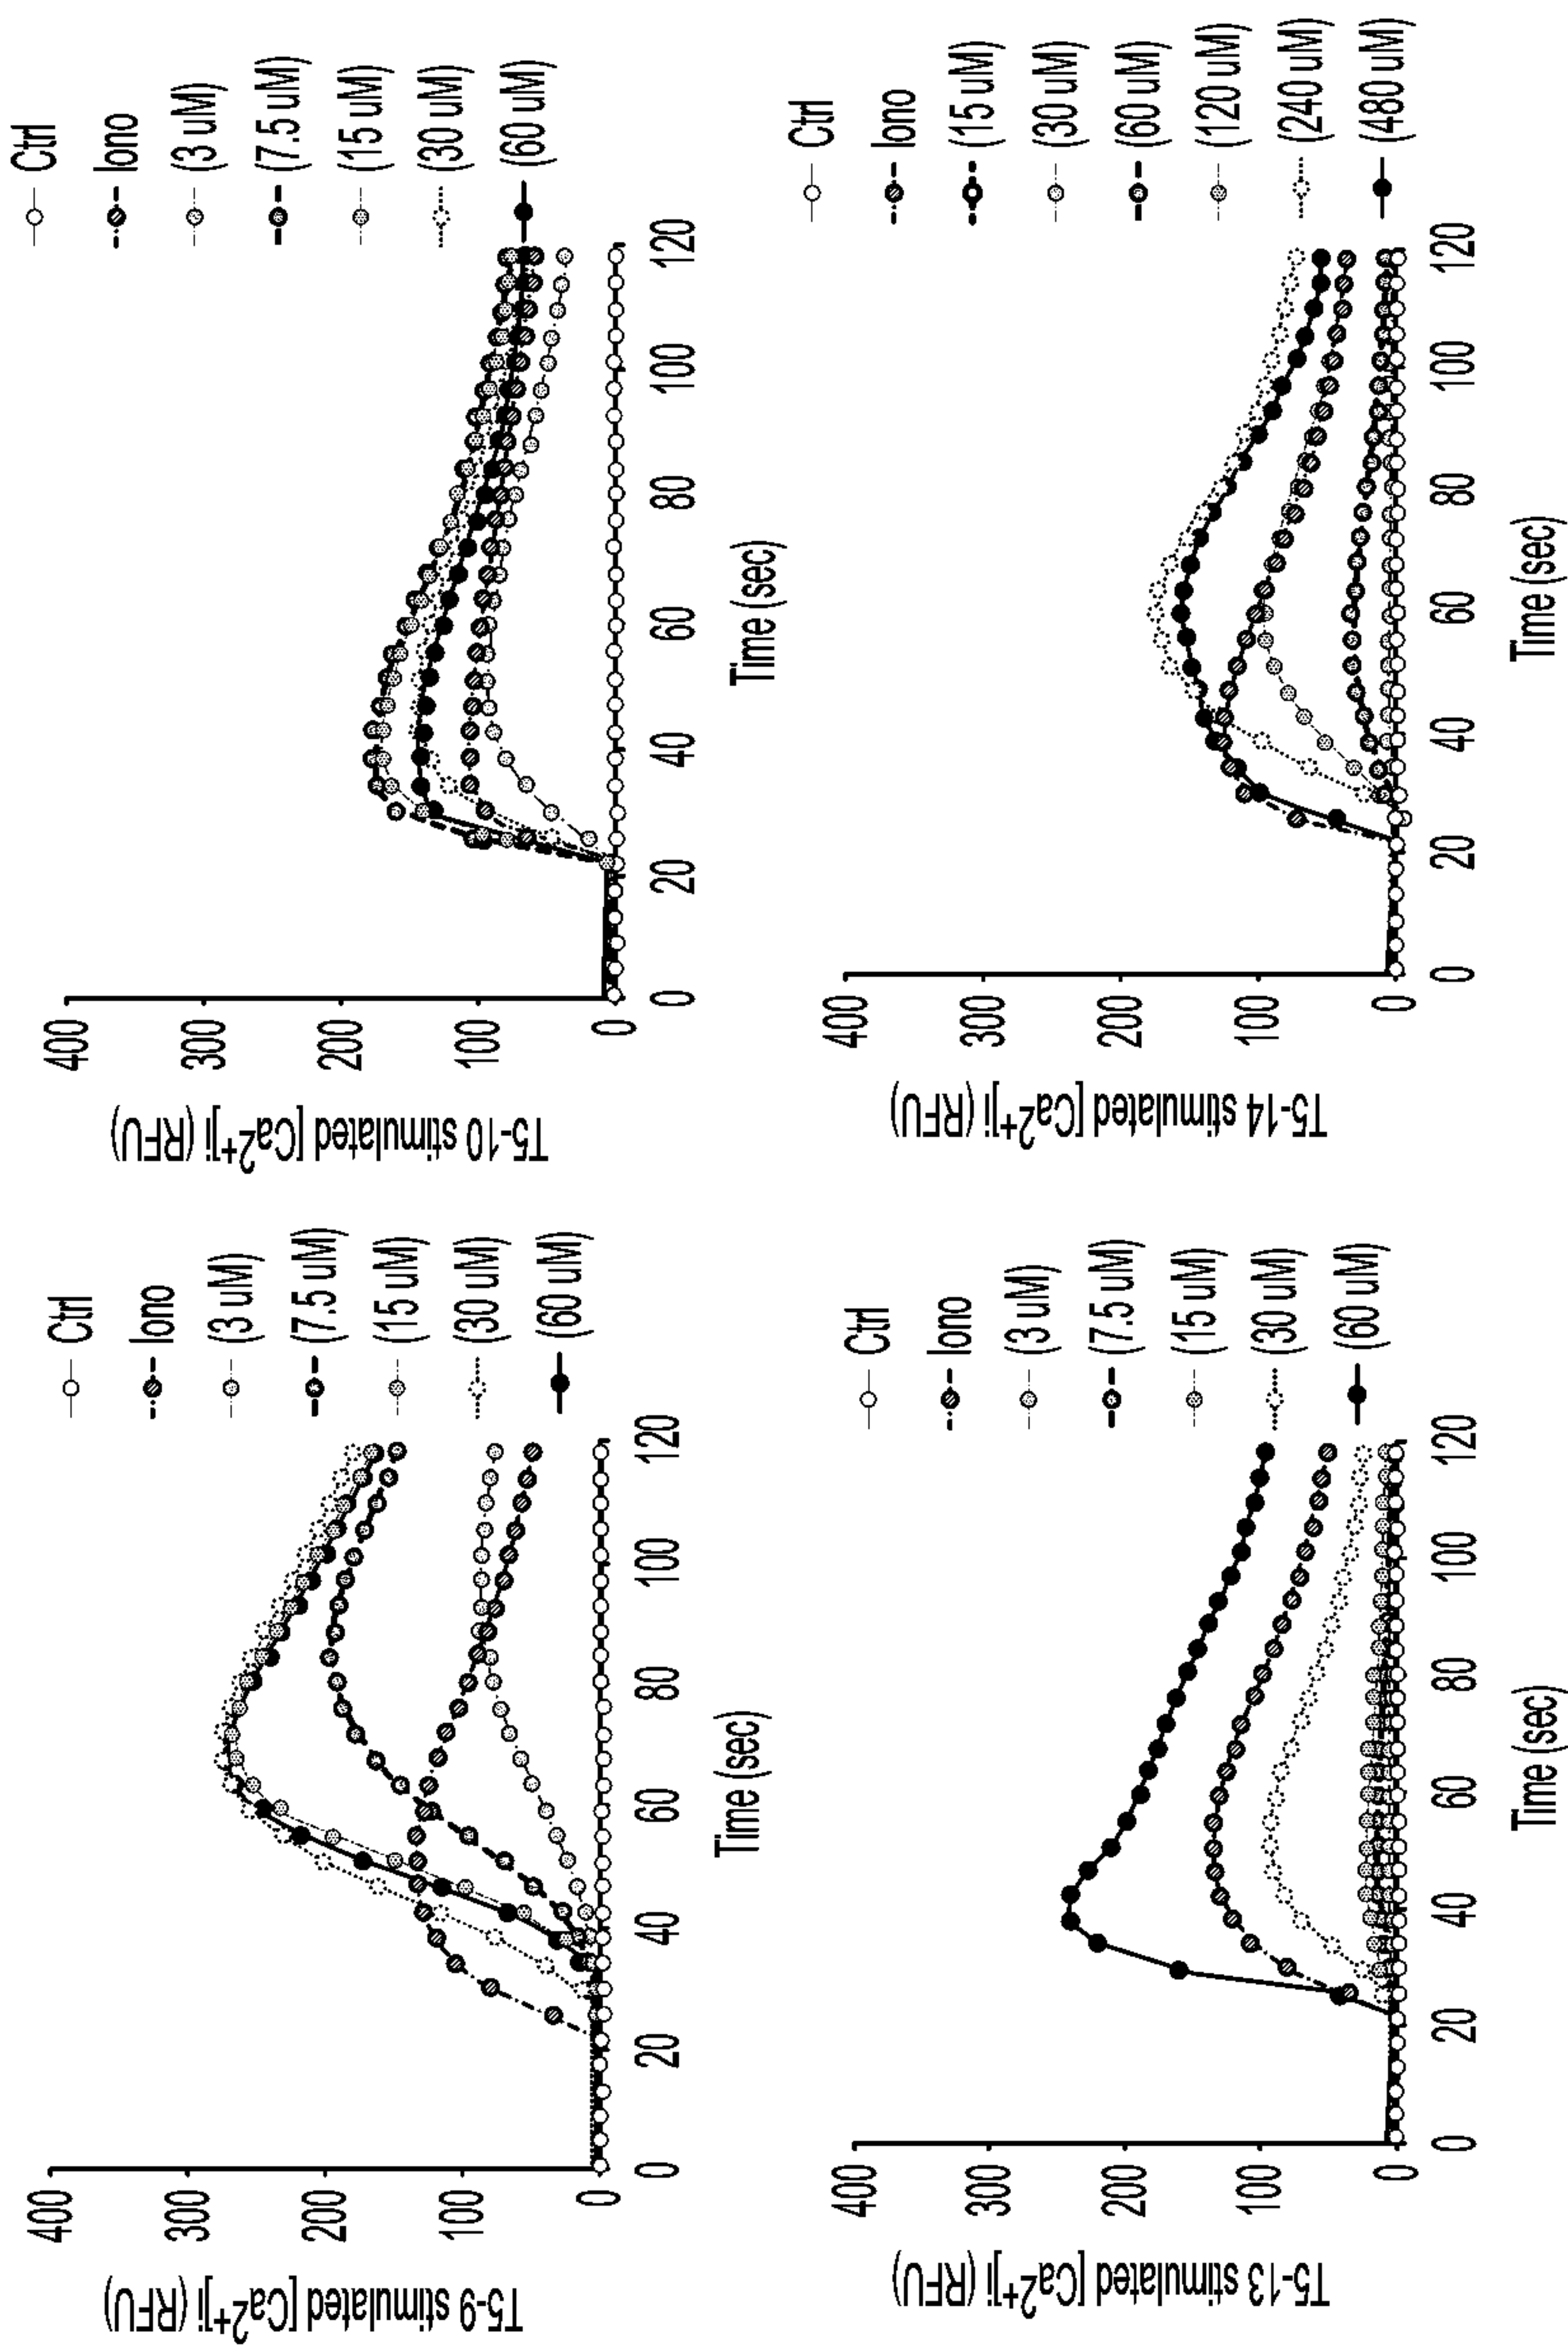 T5-9 stimulated [Ca2+]i (RFU)
400
300
200
100
0
0
20
40
60
80
100
120
Time (sec)
Ctrl
Iono
(3 uM)
(7.5 uM)
(15 uM)
(30 uM)
(60 uM)
T5-10 stimulated [Ca2+]i (RFU)
400
300
200
100
0
0
20
40
60
80
100
120
Time (sec)
Ctrl
Iono
(3 uM)
(7.5 uM)
(15 uM)
(30 uM)
(60 uM)
T5-13 stimulated [Ca2+]i (RFU)
400
300
200
100
0
0
20
40
60
80
100
120
Time (sec)
Ctrl
Iono
(3 uM)
(7.5 uM)
(15 uM)
(30 uM)
(60 uM)
T5-14 stimulated [Ca2+]i (RFU)
400
300
200
100
0
0
20
40
60
80
100
120
Time (sec)
Ctrl
Iono
(15 uM)
(30 uM)
(60 uM)
(120 uM)
(240 uM)
(480 uM)